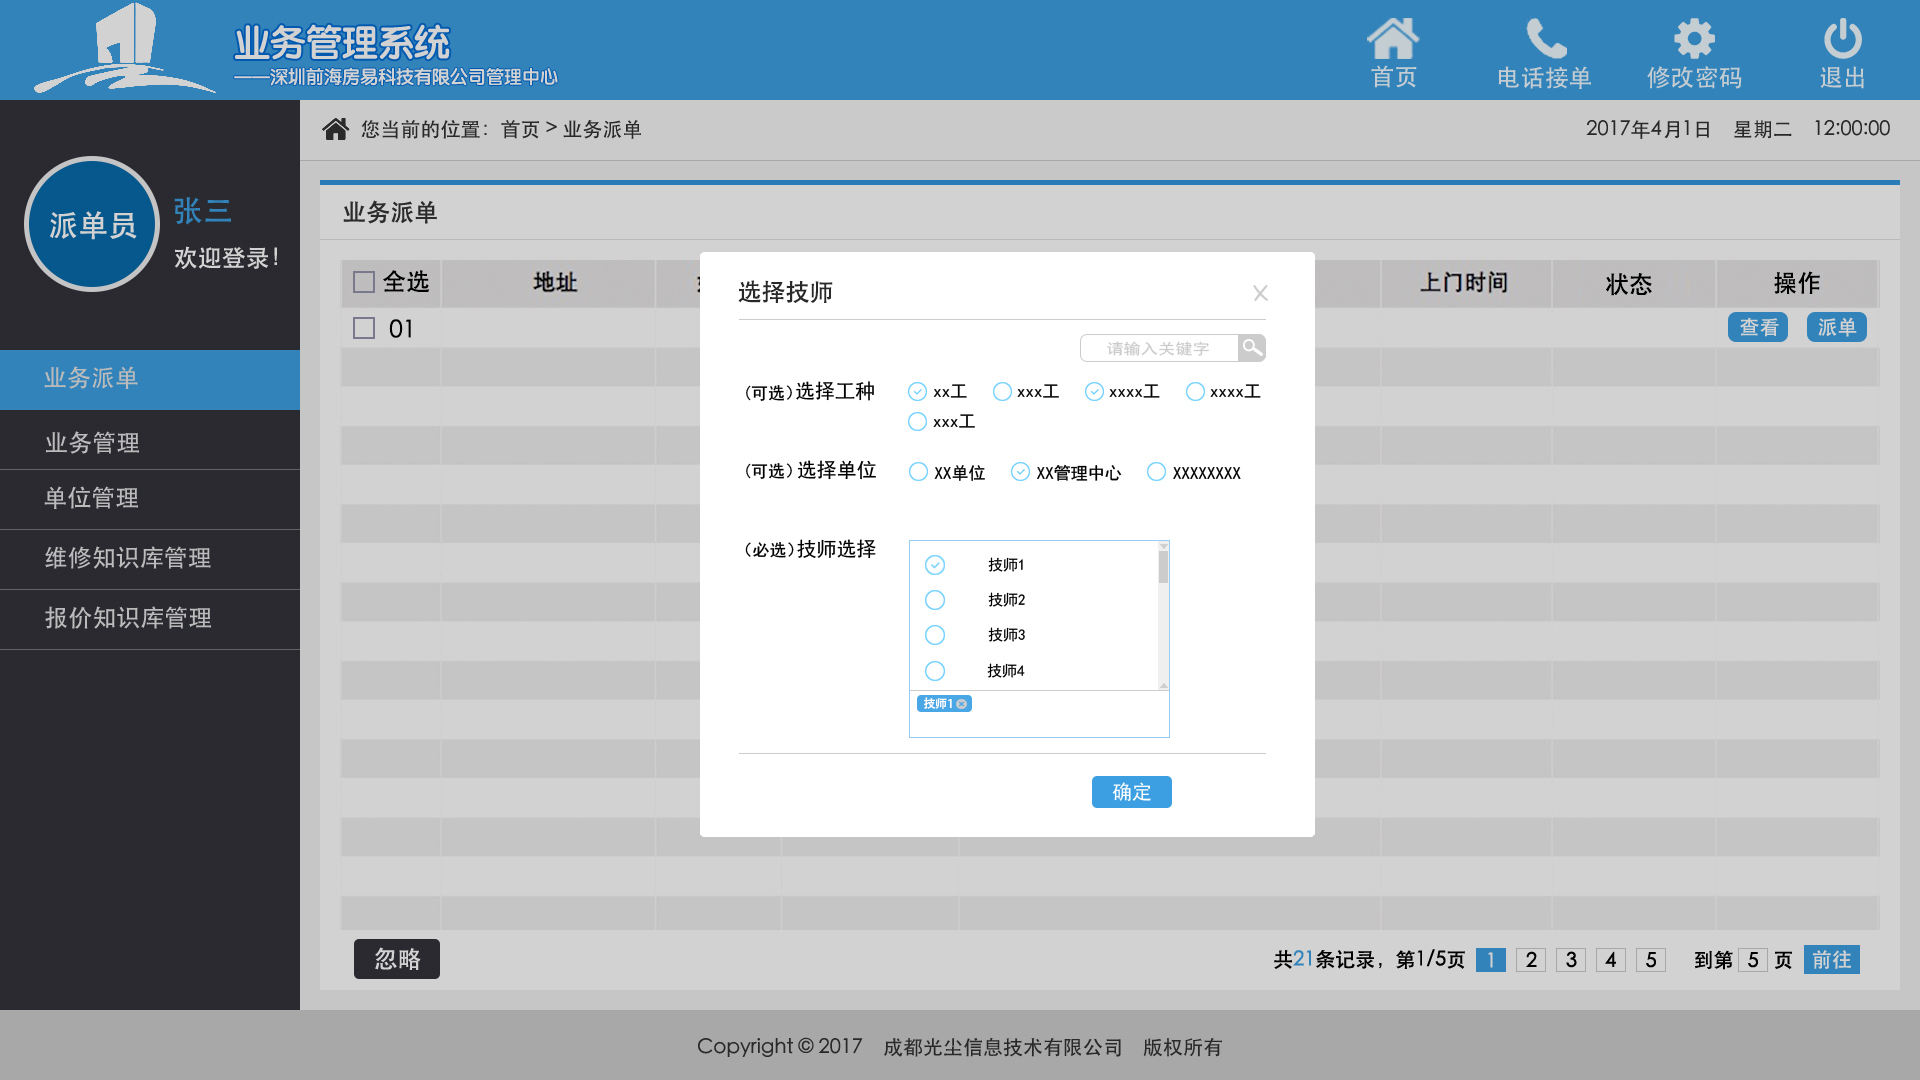 业务管理系统
——深圳前海房易科技有限公司管理中心
首页
电话接单
修改密码
退出
您当前的位置：首页 > 业务派单
2017年4月1日 星期二 12:00:00
派单员
张三
欢迎登录！
业务派单
业务管理
单位管理
维修知识库管理
报价知识库管理
业务派单
全选 地址 上门时间 状态 操作
01 查看 派单
选择技师
请输入关键字
（可选）选择工种 xx工 xxx工 xxxx工 xxxx工
xxx工
（可选）选择单位 XX单位 XX管理中心 XXXXXXXX
（必选）技师选择
技师1
技师2
技师3
技师4
技师1
确定
忽略
共21条记录，第1/5页 1 2 3 4 5 到第 5 页 前往
Copyright © 2017 成都光尘信息技术有限公司 版权所有